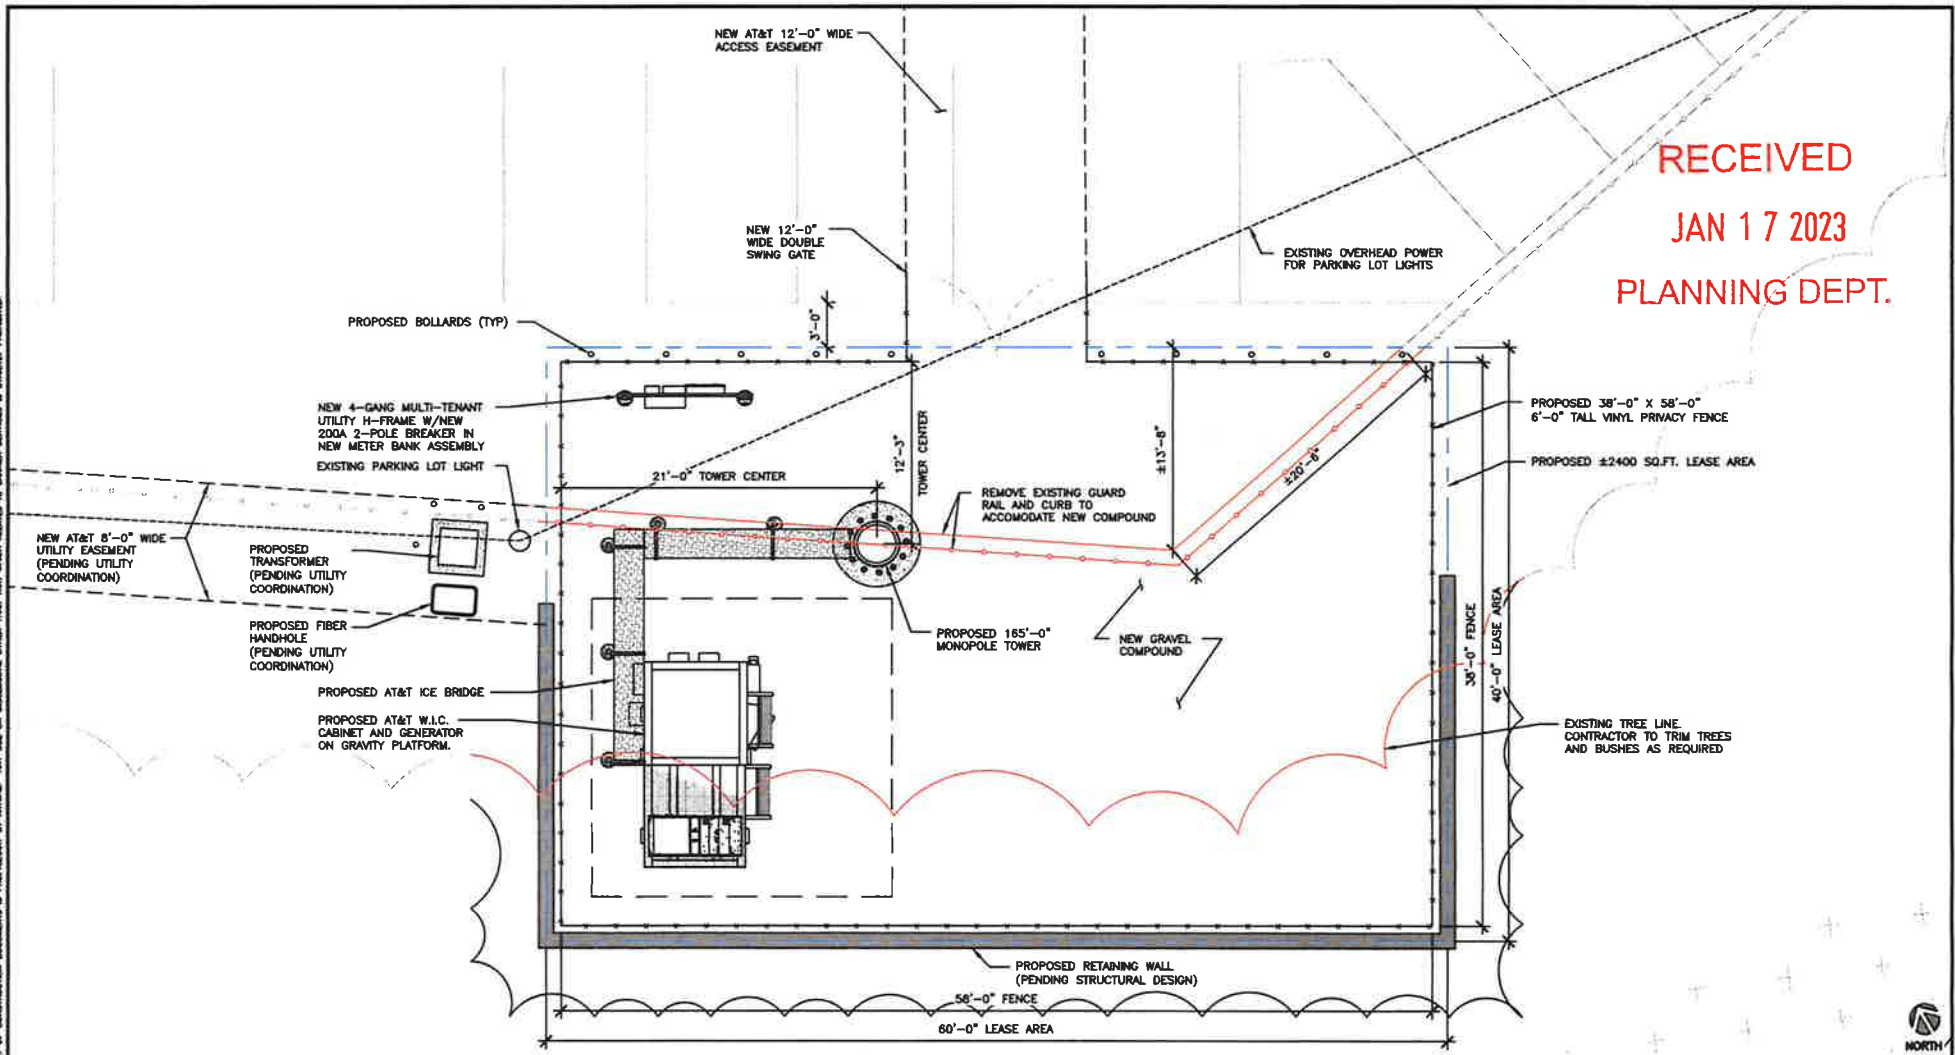 NEW AT&T 12'-0" WIDE
ACCESS EASEMENT
RECEIVED
JAN 17 2023
PLANNING DEPT.
NEW 12'-0"
WIDE DOUBLE
SWING GATE
EXISTING OVERHEAD POWER
FOR PARKING LOT LIGHTS
PROPOSED BOLLARDS (TYP)
3'-0"
NEW 4-GANG MULTI-TENANT
UTILITY H-FRAME W/NEW
200A 2-POLE BREAKER IN
NEW METER BANK ASSEMBLY
EXISTING PARKING LOT LIGHT
21'-0" TOWER CENTER
12'-3"
TOWER CENTER
±13'-8"
±20'-6"
PROPOSED 38'-0" X 58'-0"
6'-0" TALL VINYL PRIVACY FENCE
PROPOSED ±2400 SQ.FT. LEASE AREA
REMOVE EXISTING GUARD
RAIL AND CURB TO
ACCOMODATE NEW COMPOUND
NEW AT&T 8'-0" WIDE
UTILITY EASEMENT
(PENDING UTILITY
COORDINATION)
PROPOSED
TRANSFORMER
(PENDING UTILITY
COORDINATION)
PROPOSED FIBER
HANDHOLE
(PENDING UTILITY
COORDINATION)
PROPOSED 165'-0"
MONOPOLE TOWER
NEW GRAVEL
COMPOUND
38'-0" FENCE
40'-0" LEASE AREA
PROPOSED AT&T ICE BRIDGE
PROPOSED AT&T W.I.C.
CABINET AND GENERATOR
ON GRAVITY PLATFORM.
EXISTING TREE LINE.
CONTRACTOR TO TRIM TREES
AND BUSHES AS REQUIRED
PROPOSED RETAINING WALL
(PENDING STRUCTURAL DESIGN)
58'-0" FENCE
60'-0" LEASE AREA
NORTH